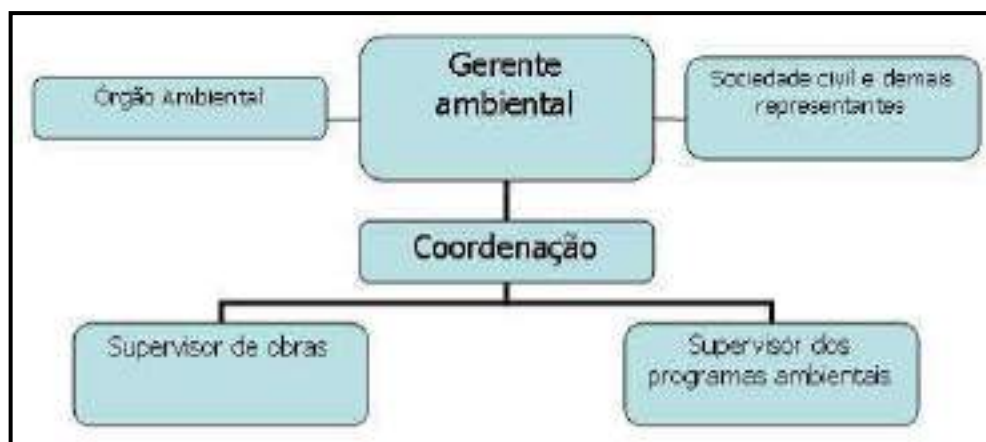 Gerente
ambiental
Órgão Ambiental
Sociedade civil e demais
representantes
Coordenação
Supervisor de obras
Supervisor dos
programas ambientais